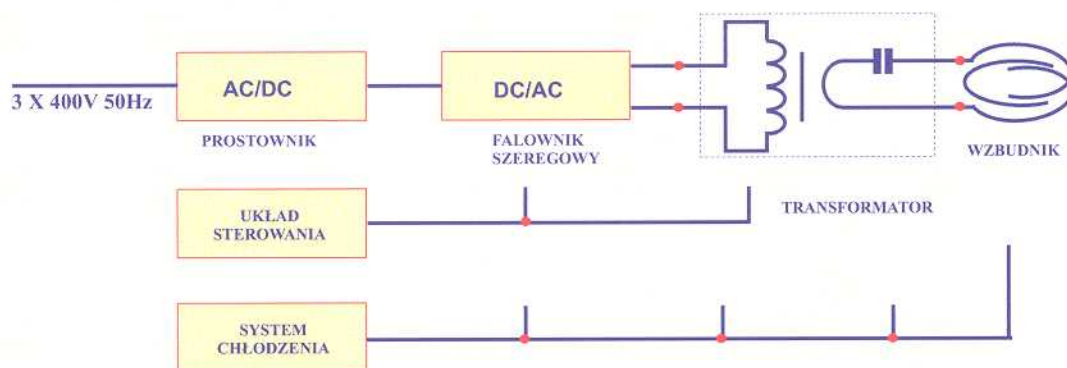 3 X 400V 50Hz
AC/DC
PROSTOWNIK
DC/AC
FALOWNIK
SZEREGOWY
WZBUDNIK
TRANSFORMATOR
UKŁAD
STEROWANIA
SYSTEM
CHŁODZENIA